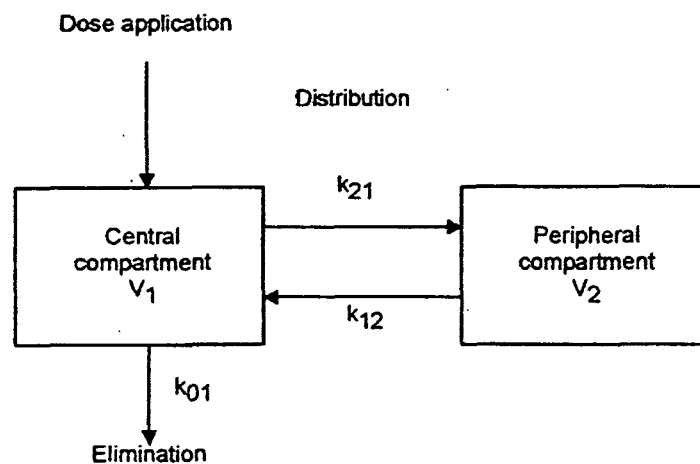 Dose application
Distribution
k21
Central
compartment
V1
Peripheral
compartment
V2
k12
k01
Elimination